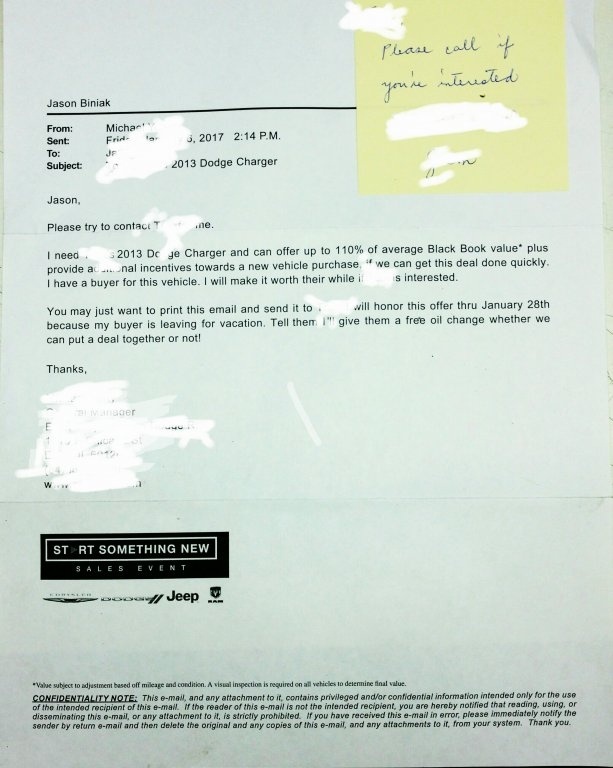 Please call if
you're interested
Jason Biniak
From: Michael
Sent: 2017 2:14 P.M.
To:
Subject: 2013 Dodge Charger
Jason,
Please try to contact me.
I need 2013 Dodge Charger and can offer up to 110% of average Black Book value* plus
provide additional incentives towards a new vehicle purchase, if we can get this deal done quickly.
I have a buyer for this vehicle. I will make it worth their while if is interested.
You may just want to print this email and send it to will honor this offer thru January 28th
because my buyer is leaving for vacation. Tell them I'll give them a free oil change whether we
can put a deal together or not!
Thanks,
Manager
START SOMETHING NEW
SALES EVENT
CHRYSLER DODGE Jeep RAM
*Value subject to adjustment based off mileage and condition. A visual inspection is required on all vehicles to determine final value.
CONFIDENTIALITY NOTE: This e-mail, and any attachment to it, contains privileged and/or confidential information intended only for the use
of the intended recipient of this e-mail. If the reader of this e-mail is not the intended recipient, you are hereby notified that reading, using, or
disseminating this e-mail, or any attachment to it, is strictly prohibited. If you have received this e-mail in error, please immediately notify the
sender by return e-mail and then delete the original and any copies of this e-mail, and any attachments to it, from your system. Thank you.